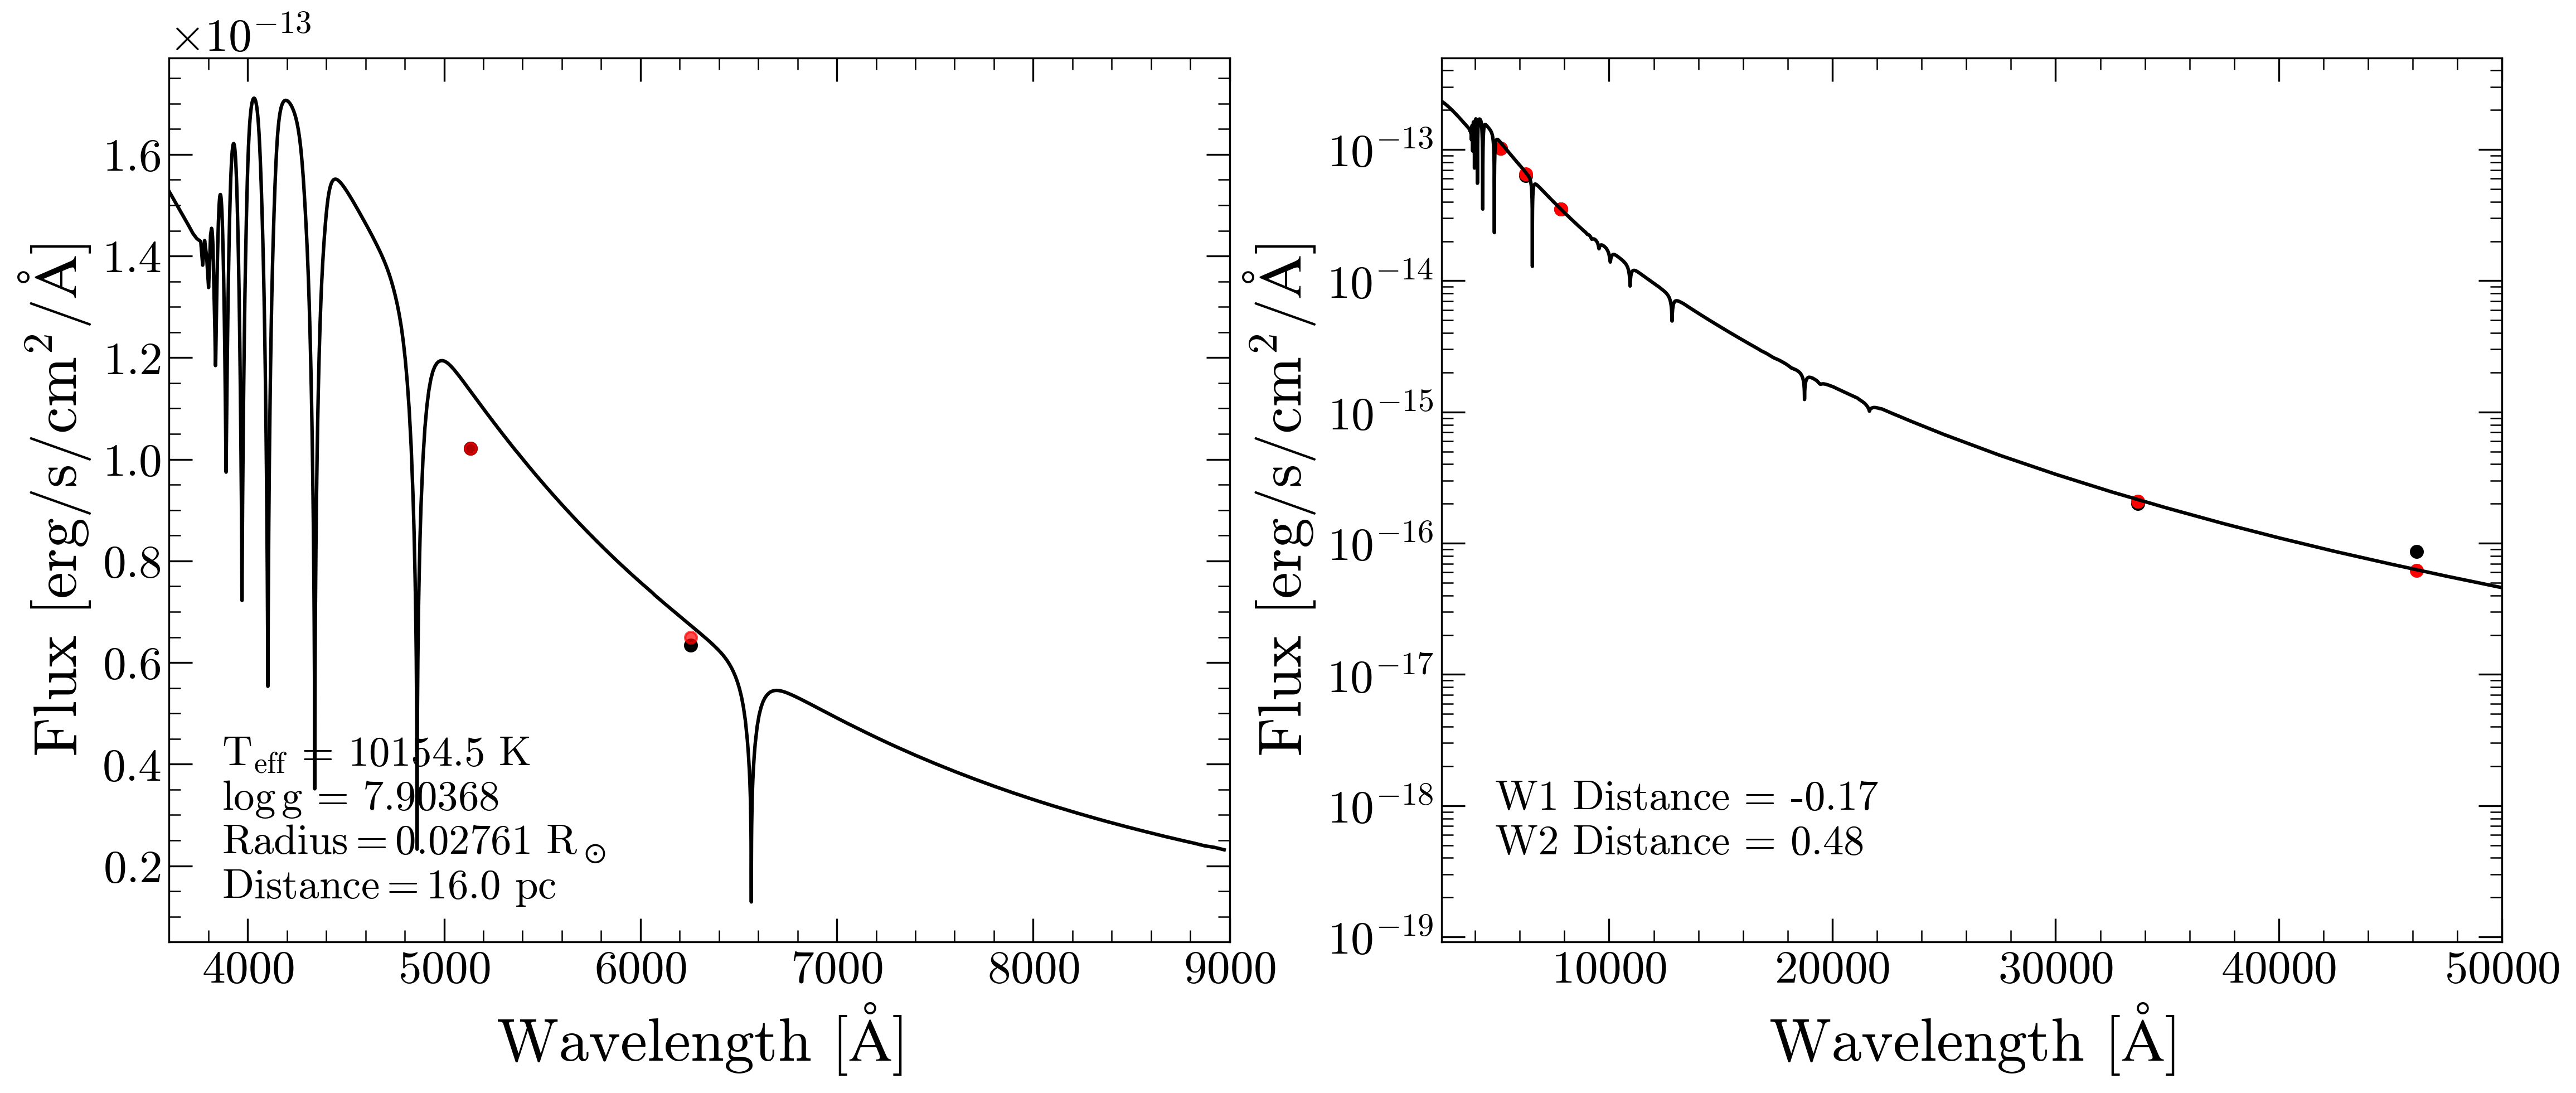 ×10⁻¹³
1.6
1.4
1.2
1.0
0.8
0.6
0.4
0.2
Flux [erg/s/cm²/Å]
T_eff = 10154.5 K
log g = 7.90368
Radius = 0.02761 R_⊙
Distance = 16.0 pc
4000 5000 6000 7000 8000 9000
Wavelength [Å]
10⁻¹³
10⁻¹⁴
10⁻¹⁵
10⁻¹⁶
10⁻¹⁷
10⁻¹⁸
10⁻¹⁹
Flux [erg/s/cm²/Å]
W1 Distance = -0.17
W2 Distance = 0.48
10000 20000 30000 40000 50000
Wavelength [Å]